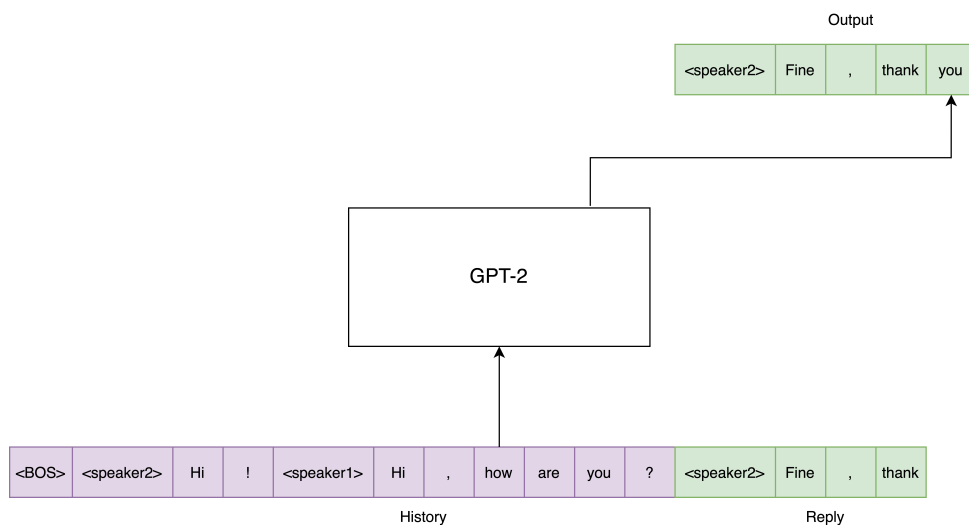 Output
<speaker2> Fine , thank you
GPT-2
<BOS> <speaker2> Hi ! <speaker1> Hi , how are you ? <speaker2> Fine , thank
History Reply